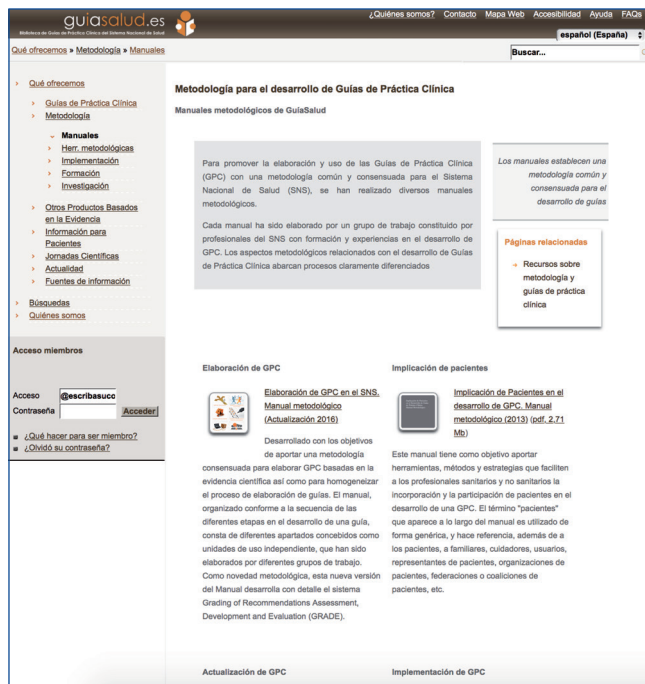 guiasalud.es
Biblioteca de Guías de Práctica Clínica del Sistema Nacional de Salud
¿Quiénes somos? Contacto Mapa Web Accesibilidad Ayuda FAQs
español (España)
Qué ofrecemos » Metodología » Manuales
Buscar...
Qué ofrecemos
Guías de Práctica Clínica
Metodología
Manuales
Herr. metodológicas
Implementación
Formación
Investigación
Otros Productos Basados
en la Evidencia
Información para
Pacientes
Jornadas Científicas
Actualidad
Fuentes de información
Búsquedas
Quiénes somos
Acceso miembros
Acceso @escribasuco
Contraseña Acceder
¿Qué hacer para ser miembro?
¿Olvidó su contraseña?
Metodología para el desarrollo de Guías de Práctica Clínica
Manuales metodológicos de GuíaSalud
Para promover la elaboración y uso de las Guías de Práctica Clínica
(GPC) con una metodología común y consensuada para el Sistema
Nacional de Salud (SNS), se han realizado diversos manuales
metodológicos.
Cada manual ha sido elaborado por un grupo de trabajo constituido por
profesionales del SNS con formación y experiencias en el desarrollo de
GPC. Los aspectos metodológicos relacionados con el desarrollo de Guías
de Práctica Clínica abarcan procesos claramente diferenciados
Los manuales establecen una
metodología común y
consensuada para el
desarrollo de guías
Páginas relacionadas
Recursos sobre
metodología y
guías de práctica
clínica
Elaboración de GPC
Elaboración de GPC en el SNS.
Manual metodológico
(Actualización 2016)
Desarrollado con los objetivos
de aportar una metodología
consensuada para elaborar GPC basadas en la
evidencia científica así como para homogeneizar
el proceso de elaboración de guías. El manual,
organizado conforme a la secuencia de las
diferentes etapas en el desarrollo de una guía,
consta de diferentes apartados concebidos como
unidades de uso independiente, que han sido
elaborados por diferentes grupos de trabajo.
Como novedad metodológica, esta nueva versión
del Manual desarrolla con detalle el sistema
Grading of Recommendations Assessment,
Development and Evaluation (GRADE).
Implicación de pacientes
Implicación de Pacientes en el
desarrollo de GPC. Manual
metodológico (2013) (pdf, 2.71
Mb)
Este manual tiene como objetivo aportar
herramientas, métodos y estrategias que faciliten
a los profesionales sanitarios y no sanitarios la
incorporación y la participación de pacientes en el
desarrollo de una GPC. El término "pacientes"
que aparece a lo largo del manual es utilizado de
forma genérica, y hace referencia, además de a
los pacientes, a familiares, cuidadores, usuarios,
representantes de pacientes, organizaciones de
pacientes, federaciones o coaliciones de
pacientes, etc.
Actualización de GPC
Implementación de GPC